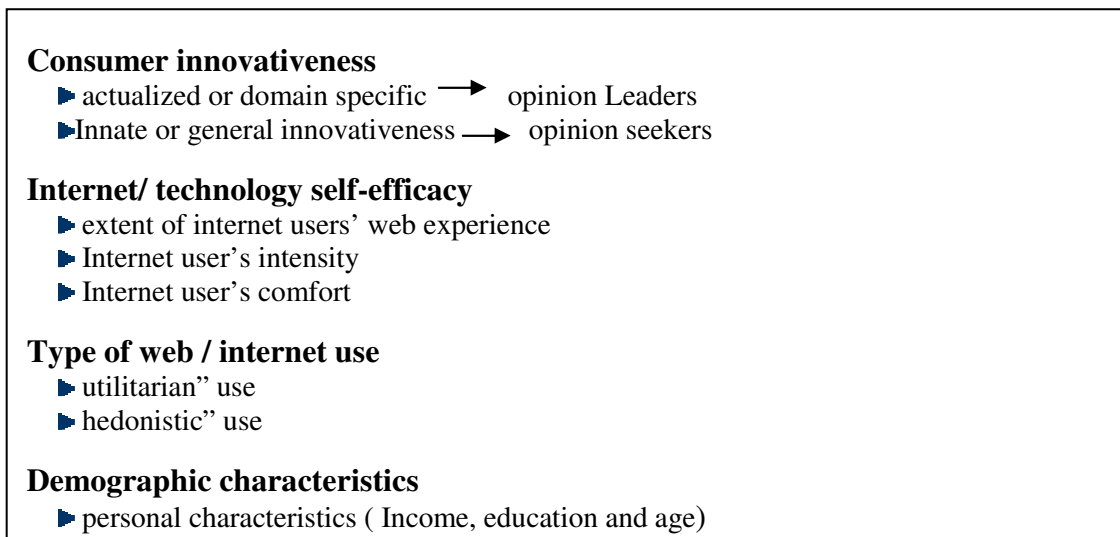 Consumer innovativeness
actualized or domain specific → opinion Leaders
Innate or general innovativeness → opinion seekers
Internet/ technology self-efficacy
extent of internet users’ web experience
Internet user’s intensity
Internet user’s comfort
Type of web / internet use
utilitarian” use
hedonistic” use
Demographic characteristics
personal characteristics ( Income, education and age)